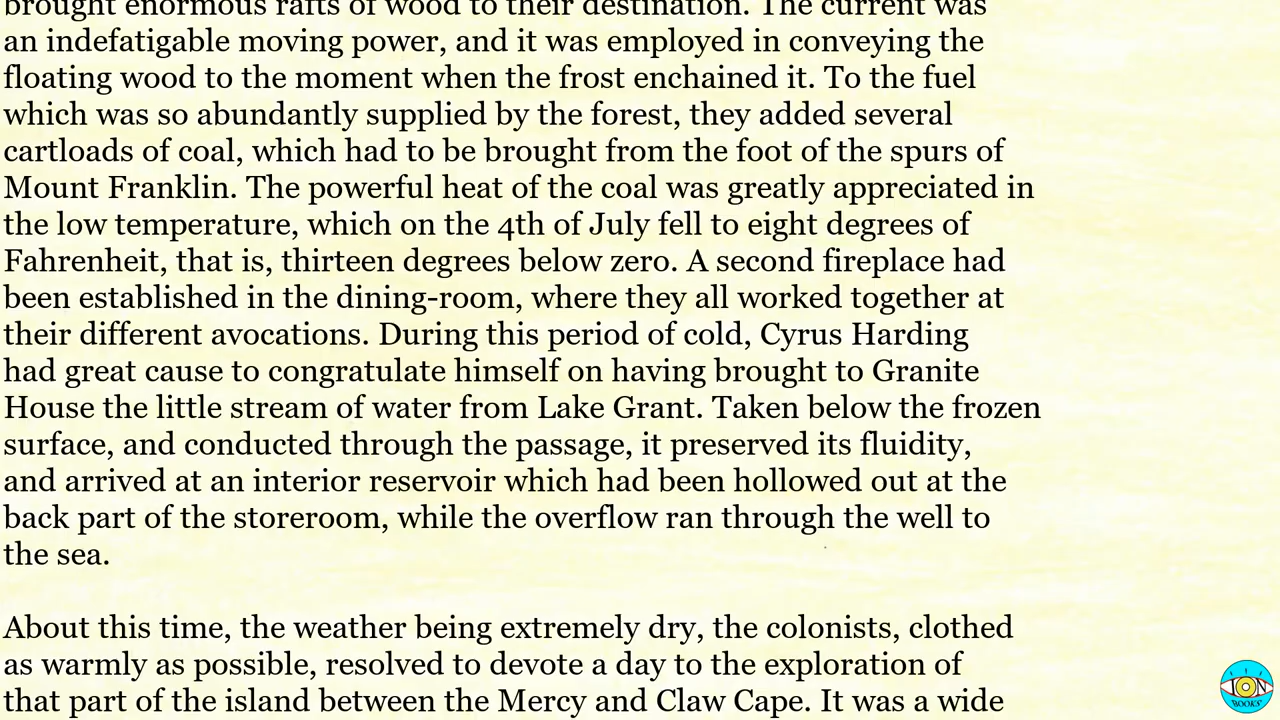 brought enormous rafts of wood to their destination. The current was
an indefatigable moving power, and it was employed in conveying the
floating wood to the moment when the frost enchained it. To the fuel
which was so abundantly supplied by the forest, they added several
cartloads of coal, which had to be brought from the foot of the spurs of
Mount Franklin. The powerful heat of the coal was greatly appreciated in
the low temperature, which on the 4th of July fell to eight degrees of
Fahrenheit, that is, thirteen degrees below zero. A second fireplace had
been established in the dining-room, where they all worked together at
their different avocations. During this period of cold, Cyrus Harding
had great cause to congratulate himself on having brought to Granite
House the little stream of water from Lake Grant. Taken below the frozen
surface, and conducted through the passage, it preserved its fluidity,
and arrived at an interior reservoir which had been hollowed out at the
back part of the storeroom, while the overflow ran through the well to
the sea.
About this time, the weather being extremely dry, the colonists, clothed
as warmly as possible, resolved to devote a day to the exploration of
that part of the island between the Mercy and Claw Cape. It was a wide
ION
BOOKS